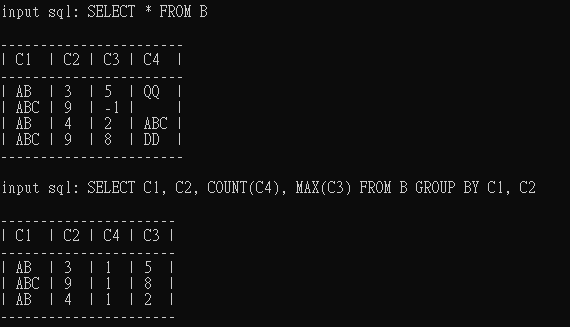 input sql: SELECT * FROM B
-----------------------
| C1  | C2 | C3 | C4  |
-----------------------
| AB  | 3  | 5  | QQ  |
| ABC | 9  | -1 |     |
| AB  | 4  | 2  | ABC |
| ABC | 9  | 8  | DD  |
-----------------------
input sql: SELECT C1, C2, COUNT(C4), MAX(C3) FROM B GROUP BY C1, C2
----------------------
| C1  | C2 | C4 | C3 |
----------------------
| AB  | 3  | 1  | 5  |
| ABC | 9  | 1  | 8  |
| AB  | 4  | 1  | 2  |
----------------------